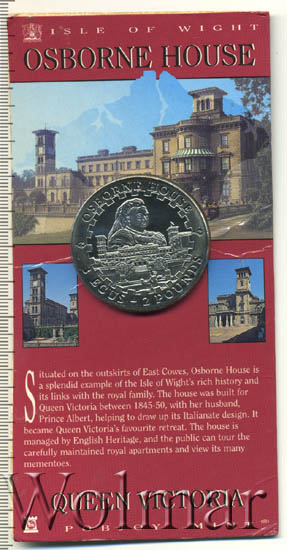 ISLE OF WIGHT
OSBORNE HOUSE
OSBORNE HOUSE
ECUS - 2 POUNDS
Situated on the outskirts of East Cowes, Osborne House is
a splendid example of the Isle of Wight's rich history and
its links with the royal family. The house was built for
Queen Victoria between 1845-50, with her husband,
Prince Albert, helping to draw up its Italianate design. It
became Queen Victoria's favourite retreat. The house is
managed by English Heritage, and the public can tour the
carefully maintained royal apartments and view its many
mementoes.
QUEEN VICTORIA
Wolmar